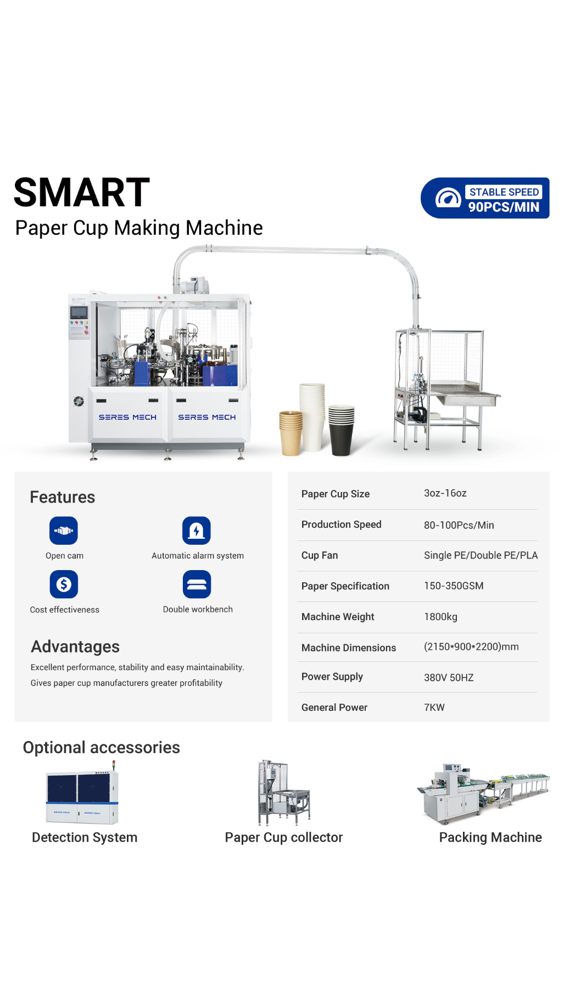 SMART
Paper Cup Making Machine
STABLE SPEED
90PCS/MIN
SERES MECH
SERES MECH
Features
Open cam
Automatic alarm system
Cost effectiveness
Double workbench
Advantages
Excellent performance, stability and easy maintainability.
Gives paper cup manufacturers greater profitability
Paper Cup Size 3oz-16oz
Production Speed 80-100Pcs/Min
Cup Fan Single PE/Double PE/PLA
Paper Specification 150-350GSM
Machine Weight 1800kg
Machine Dimensions (2150*900*2200)mm
Power Supply 380V 50HZ
General Power 7KW
Optional accessories
SERES MECH SERES MECH
Detection System
Paper Cup collector
Packing Machine